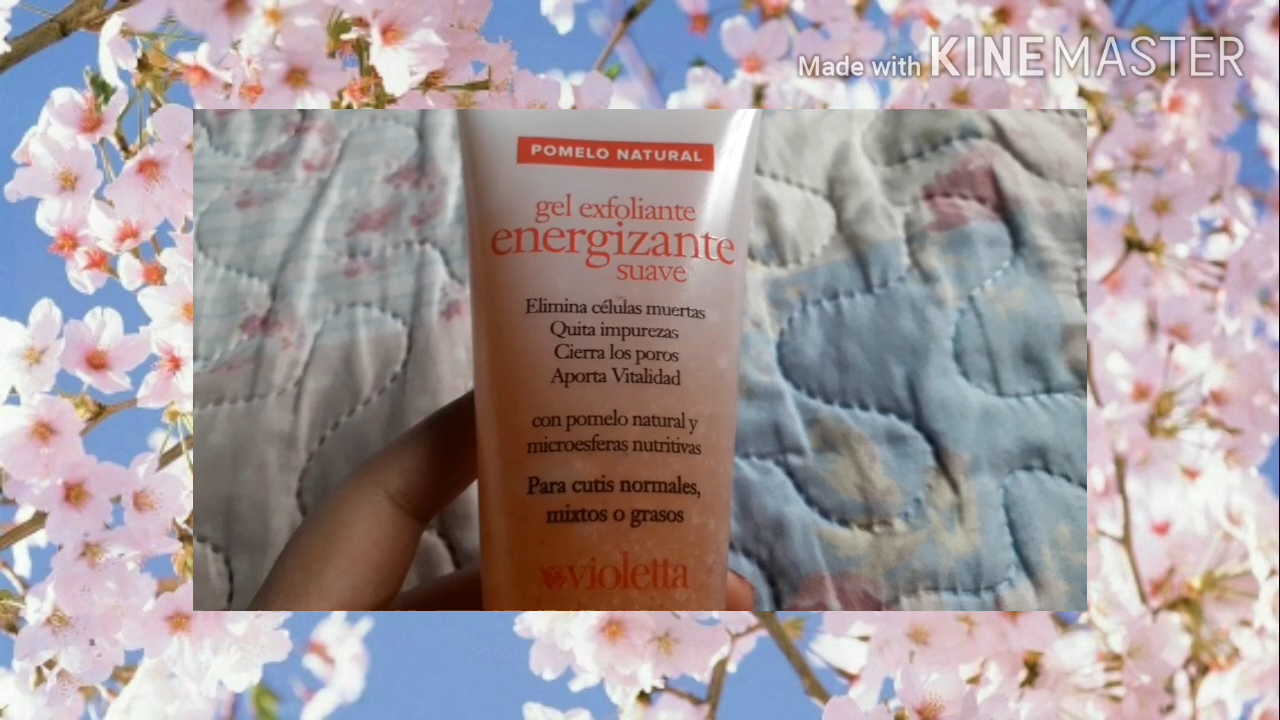 Made with KINEMASTER
POMELO NATURAL
gel exfoliante
energizante
suave
Elimina células muertas
Quita impurezas
Cierra los poros
Aporta Vitalidad
con pomelo natural y
microesferas nutritivas
Para cutis normales,
mixtos o grasos
violetta